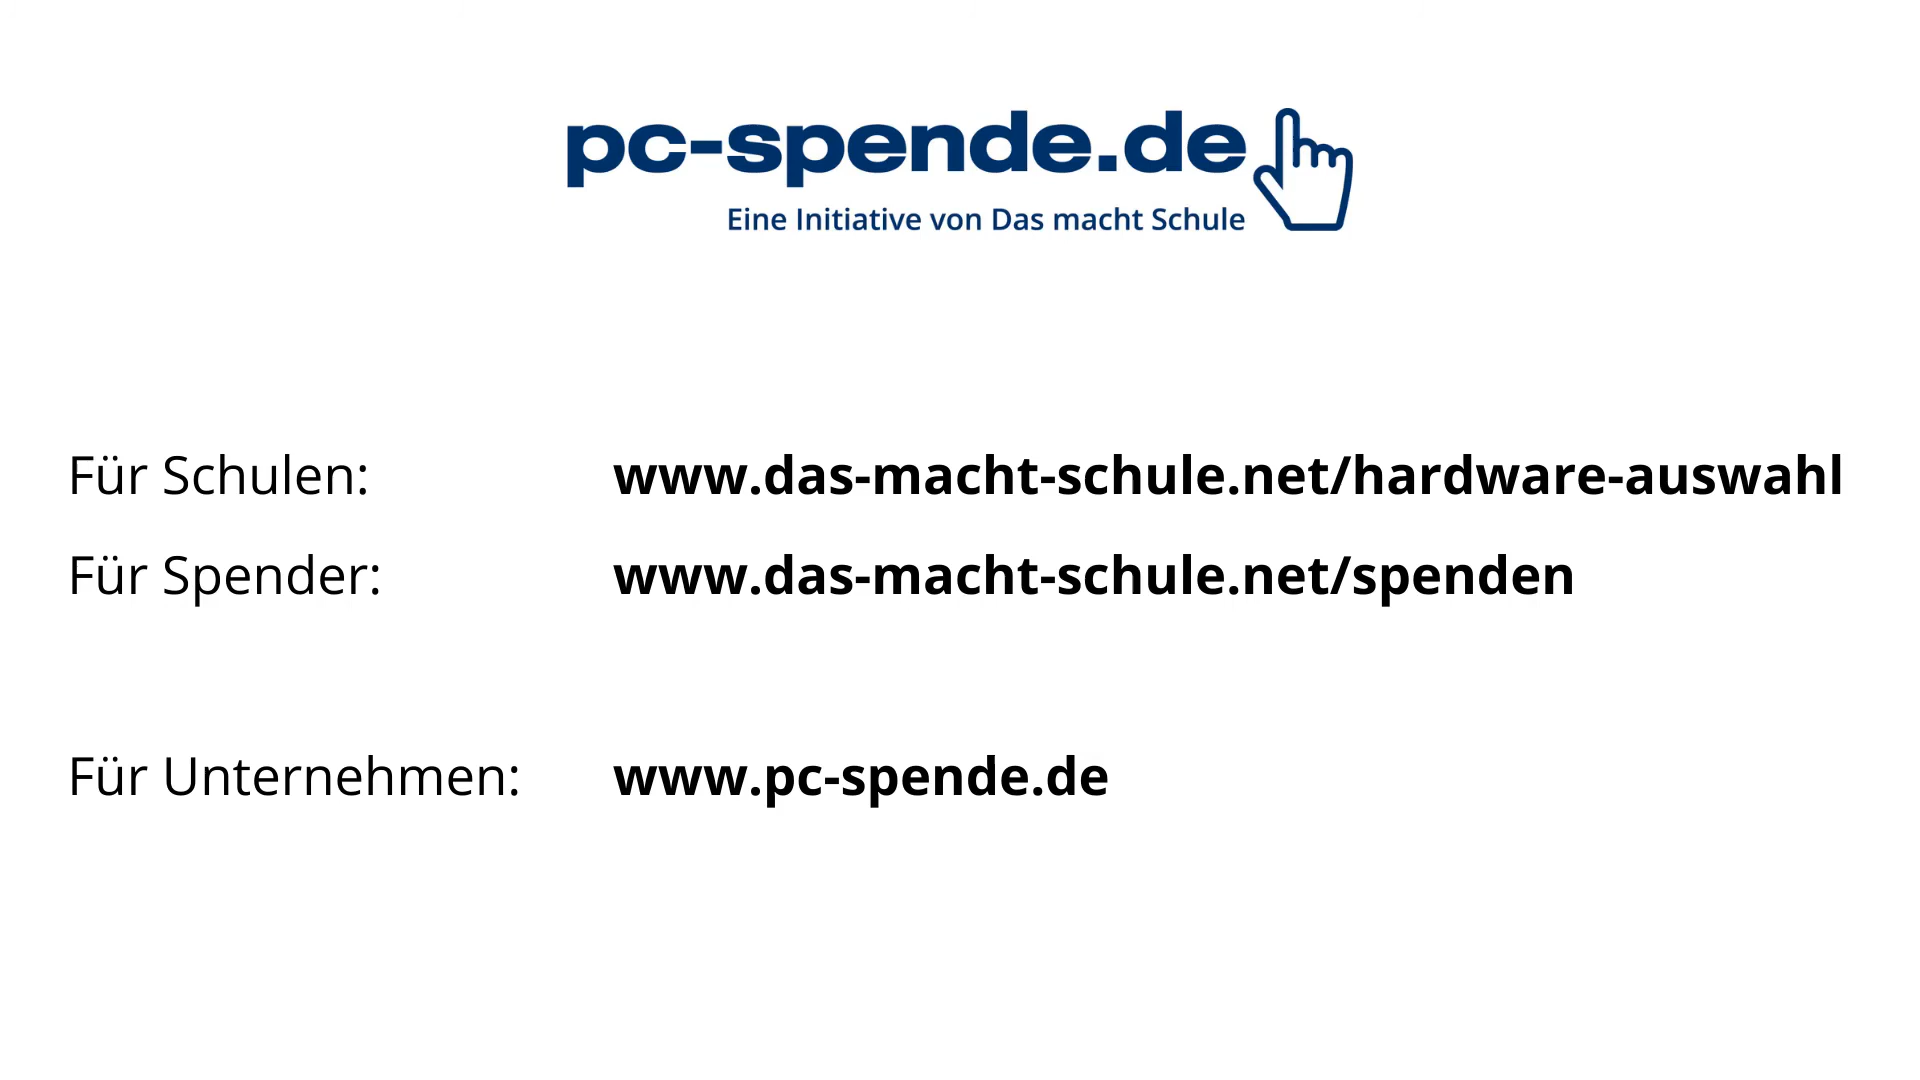 pc-spende.de
Eine Initiative von Das macht Schule
Für Schulen: www.das-macht-schule.net/hardware-auswahl
Für Spender: www.das-macht-schule.net/spenden
Für Unternehmen: www.pc-spende.de